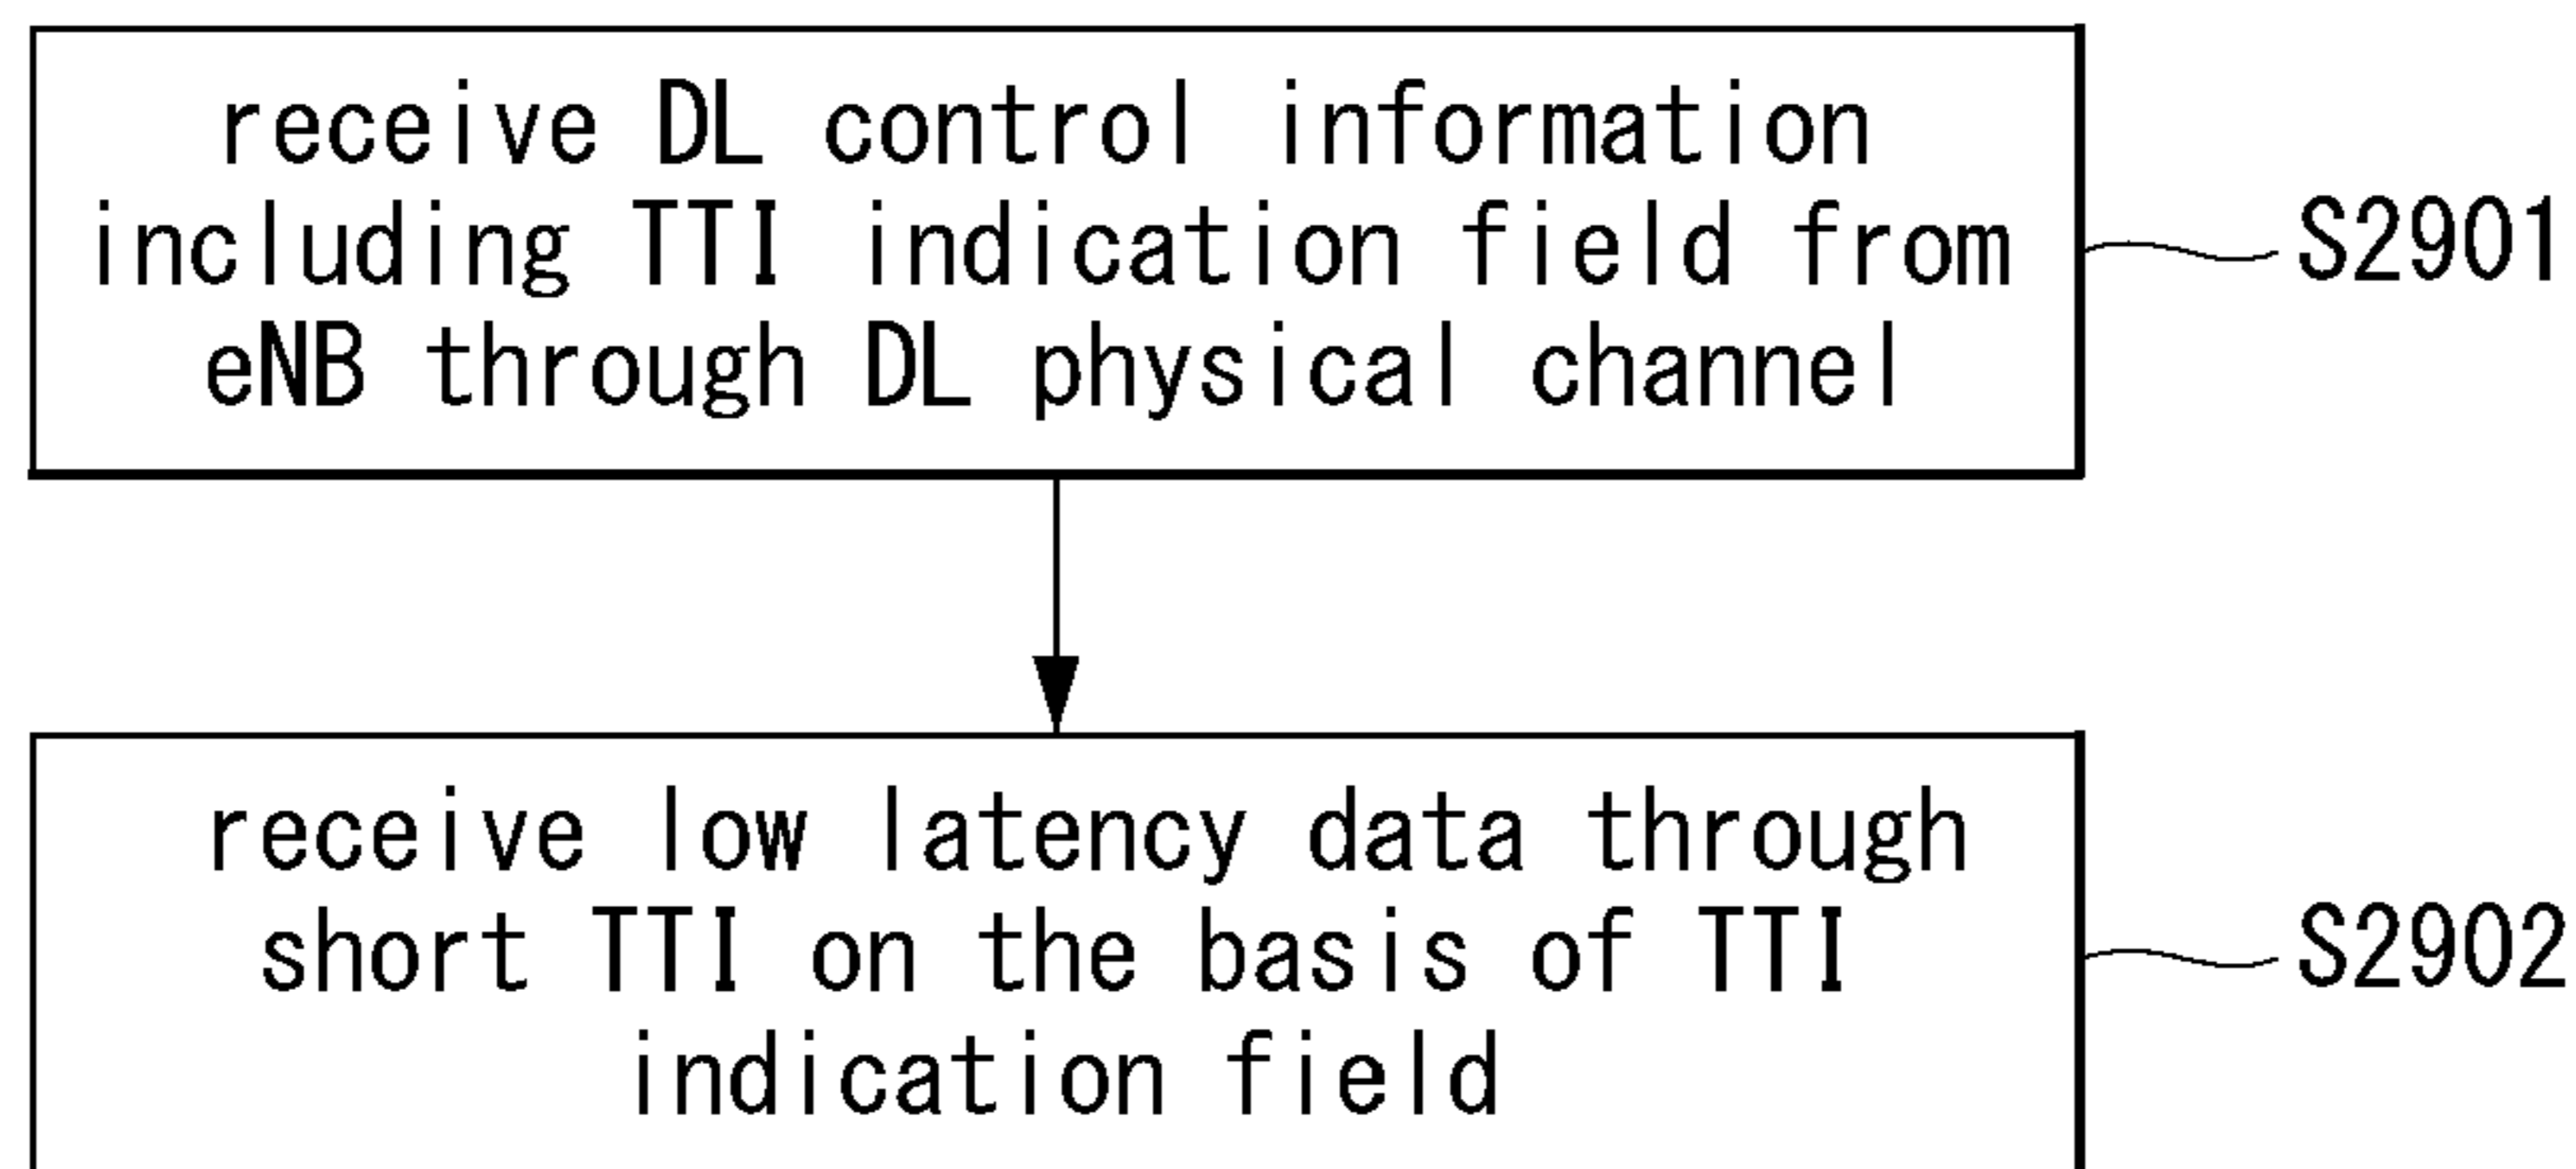 receive DL control information
including TTI indication field from
eNB through DL physical channel
S2901
receive low latency data through
short TTI on the basis of TTI
indication field
S2902